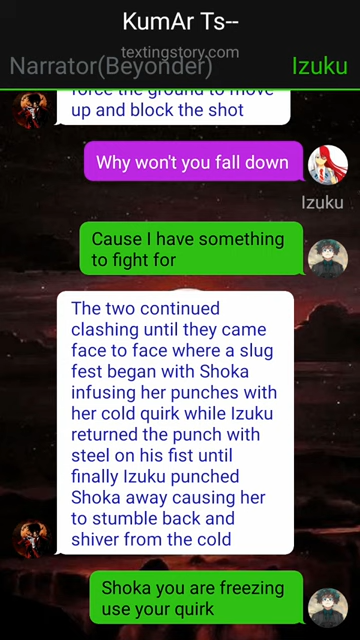 KumAr Ts--
textingstory.com
Narrator(Beyonder)
Izuku
force the ground to move
up and block the shot
Why won't you fall down
Izuku
Cause I have something
to fight for
The two continued
clashing until they came
face to face where a slug
fest began with Shoka
infusing her punches with
her cold quirk while Izuku
returned the punch with
steel on his fist until
finally Izuku punched
Shoka away causing her
to stumble back and
shiver from the cold
Shoka you are freezing
use your quirk